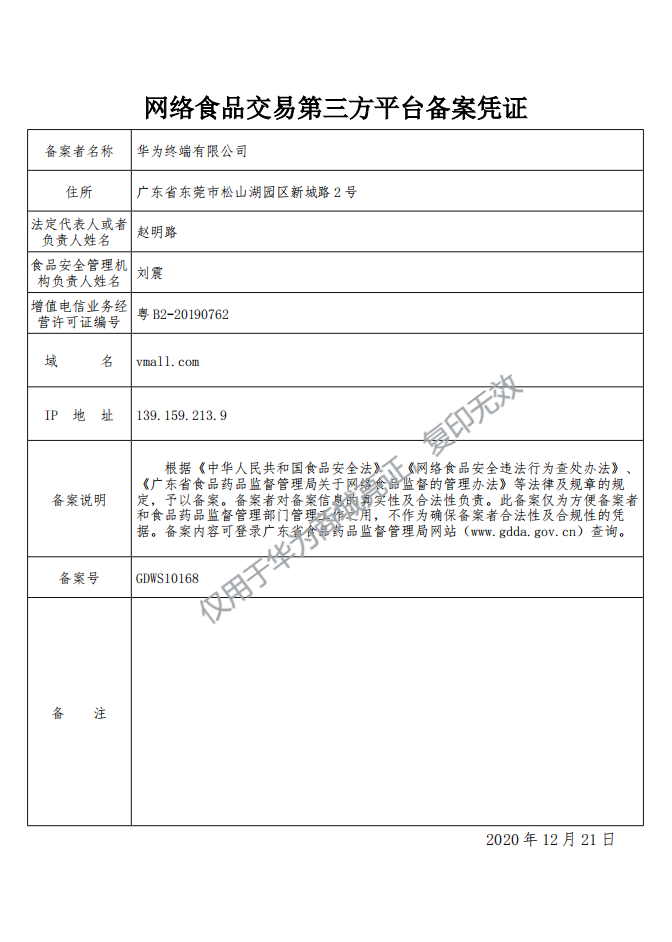 网络食品交易第三方平台备案凭证
备案者名称 华为终端有限公司
住所 广东省东莞市松山湖园区新城路2号
法定代表人或者
负责人姓名 赵明路
食品安全管理机
构负责人姓名 刘震
增值电信业务经
营许可证编号 粤B2-20190762
域 名 vmall.com
IP 地 址 139.159.213.9
备案说明
根据《中华人民共和国食品安全法》、《网络食品安全违法行为查处办法》、
《广东省食品药品监督管理局关于网络食品监督的管理办法》等法律及规章的规
定，予以备案。备案者对备案信息的真实性及合法性负责。此备案仅为方便备案者
和食品药品监督管理部门管理工作之用，不作为确保备案者合法性及合规性的凭
据。备案内容可登录广东省食品药品监督管理局网站（www.gdda.gov.cn）查询。
备案号 GDWS10168
备 注
2020年12月21日
仅用于华为商城亮证，复印无效